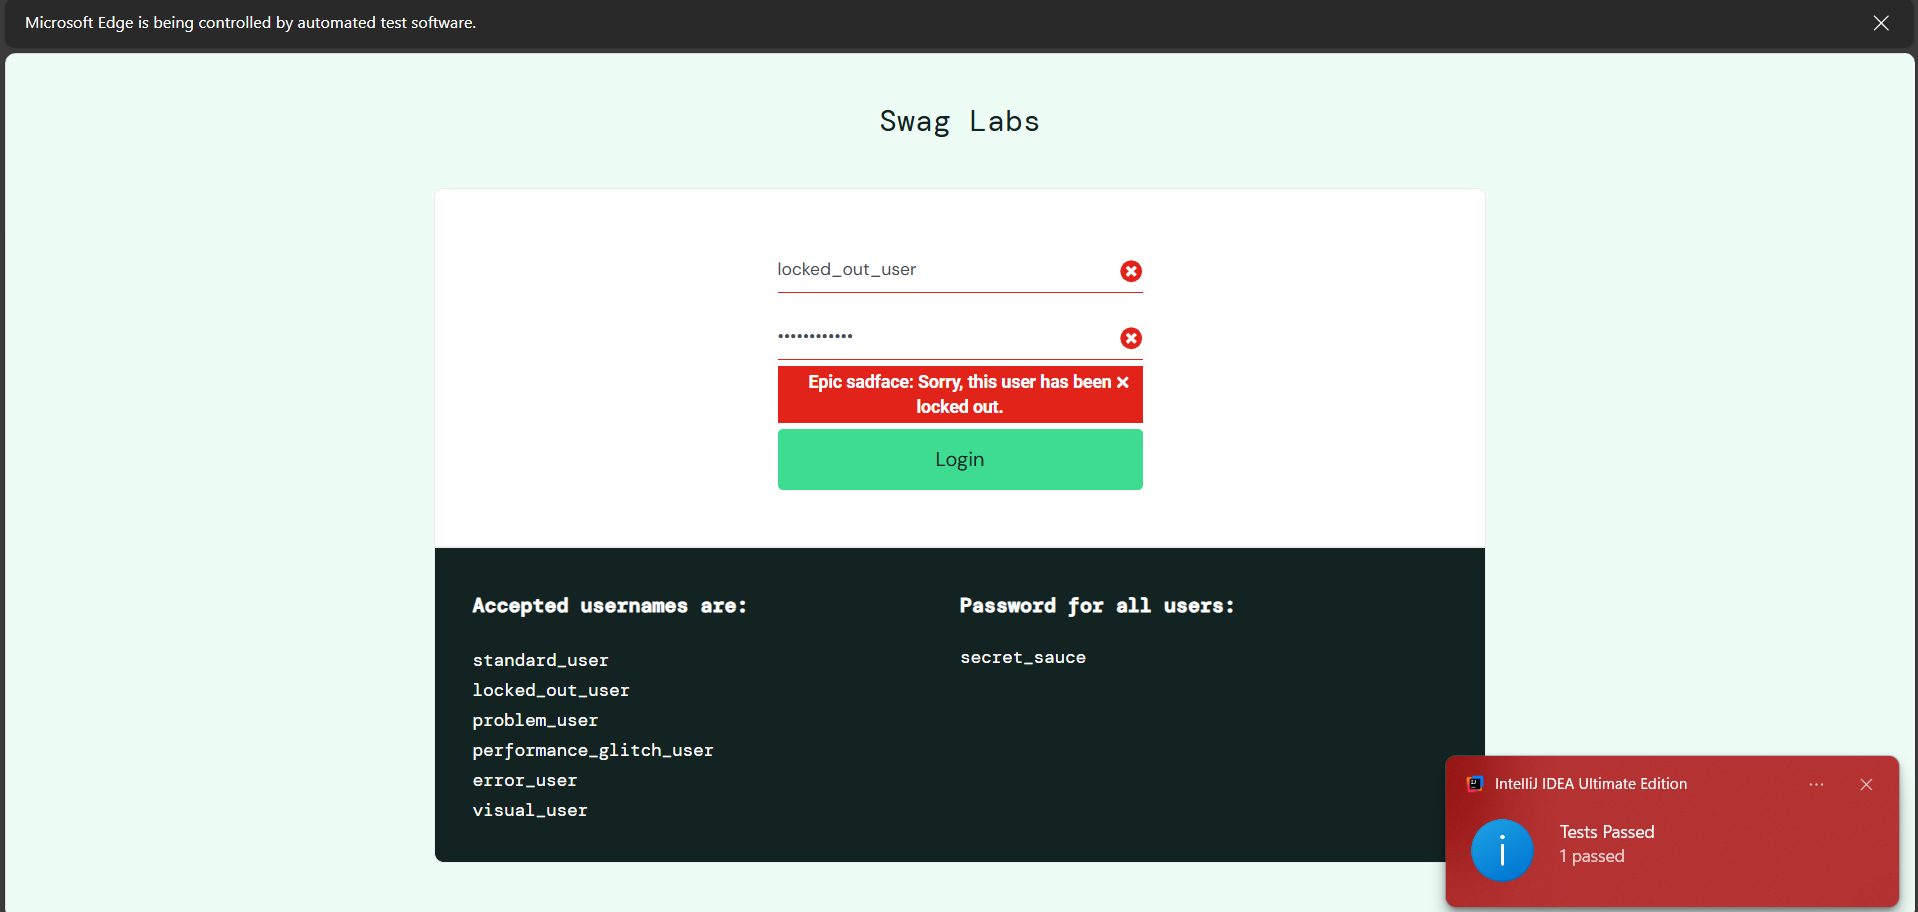 Microsoft Edge is being controlled by automated test software.
Swag Labs
locked_out_user
••••••••••••
Epic sadface: Sorry, this user has been
locked out.
Login
Accepted usernames are:
standard_user
locked_out_user
problem_user
performance_glitch_user
error_user
visual_user
Password for all users:
secret_sauce
IntelliJ IDEA Ultimate Edition
Tests Passed
1 passed